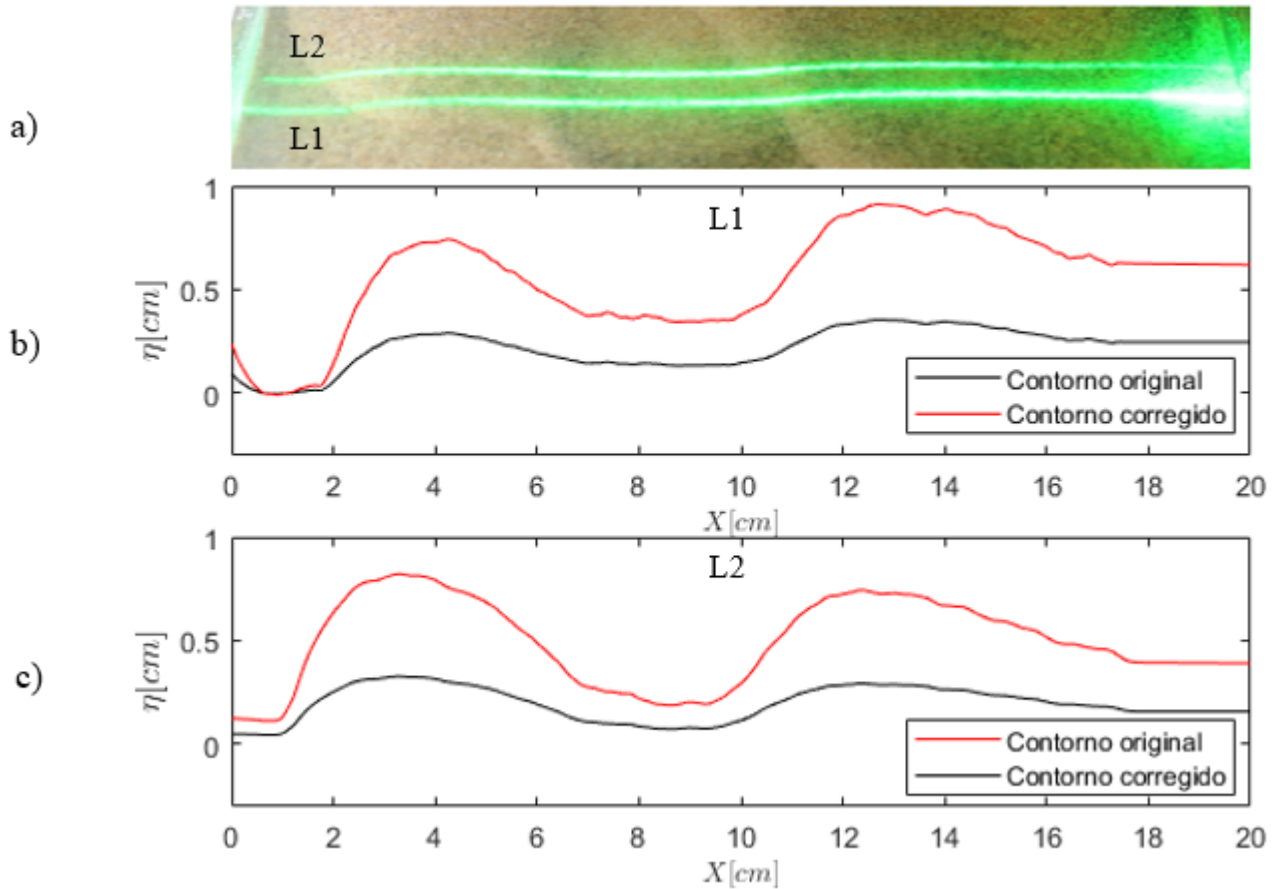 L2
L1
a)
1
0.5
0
η[cm]
L1
b)
Contorno original
Contorno corregido
0 2 4 6 8 10 12 14 16 18 20
X[cm]
1
0.5
0
η[cm]
L2
c)
Contorno original
Contorno corregido
0 2 4 6 8 10 12 14 16 18 20
X[cm]